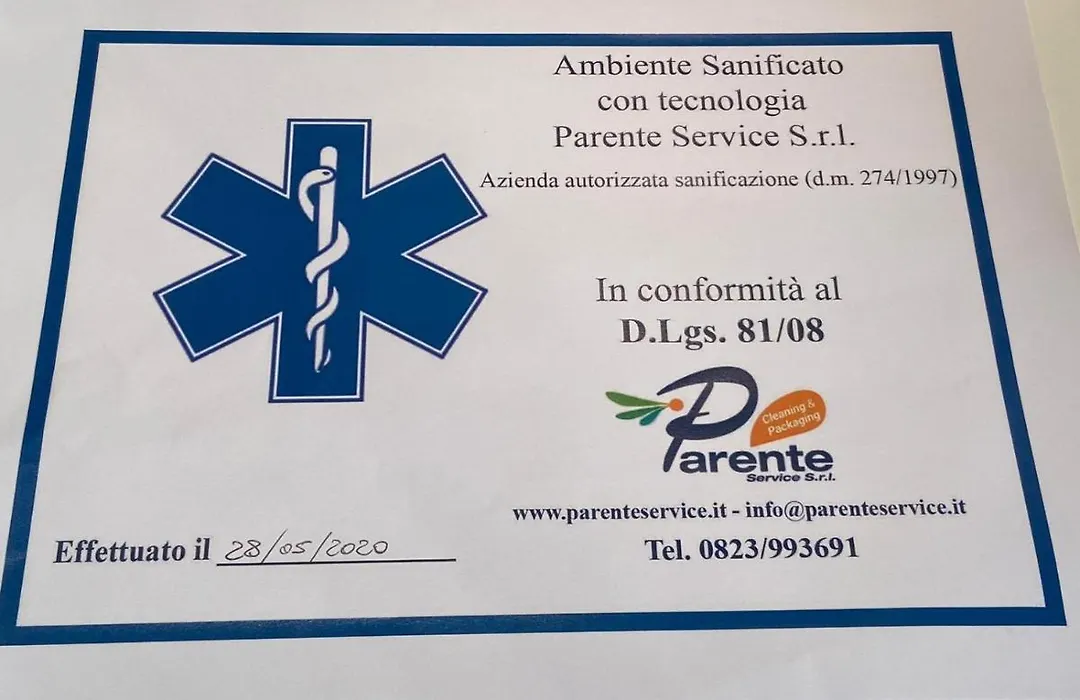 Ambiente Sanificato
con tecnologia
Parente Service S.r.l.
Azienda autorizzata sanificazione (d.m. 274/1997)
In conformità al
D.Lgs. 81/08
Cleaning &
Packaging
Parente
Service S.r.l.
www.parenteservice.it - info@parenteservice.it
Tel. 0823/993691
Effettuato il 28/05/2020